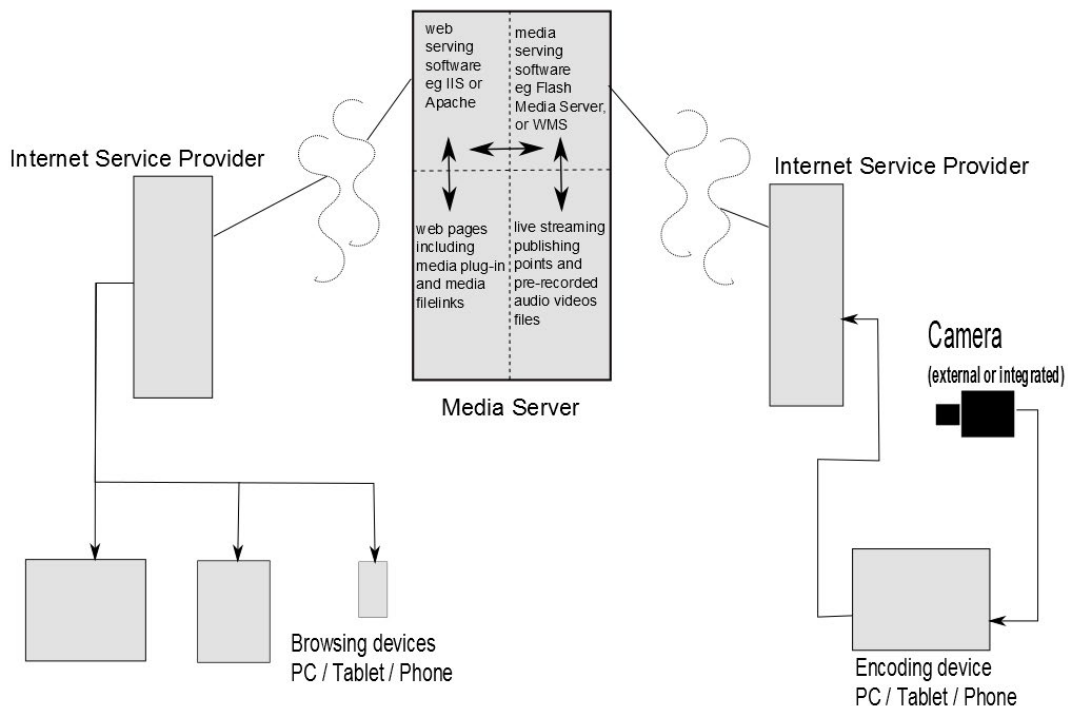 web
serving
software
eg IIS or
Apache
media
serving
software
eg Flash
Media Server,
or WMS
Internet Service Provider
Internet Service Provider
web pages
including
media plug-in
and media
filelinks
live streaming
publishing
points and
pre-recorded
audio videos
files
Media Server
Camera
(external or integrated)
Browsing devices
PC / Tablet / Phone
Encoding device
PC / Tablet / Phone